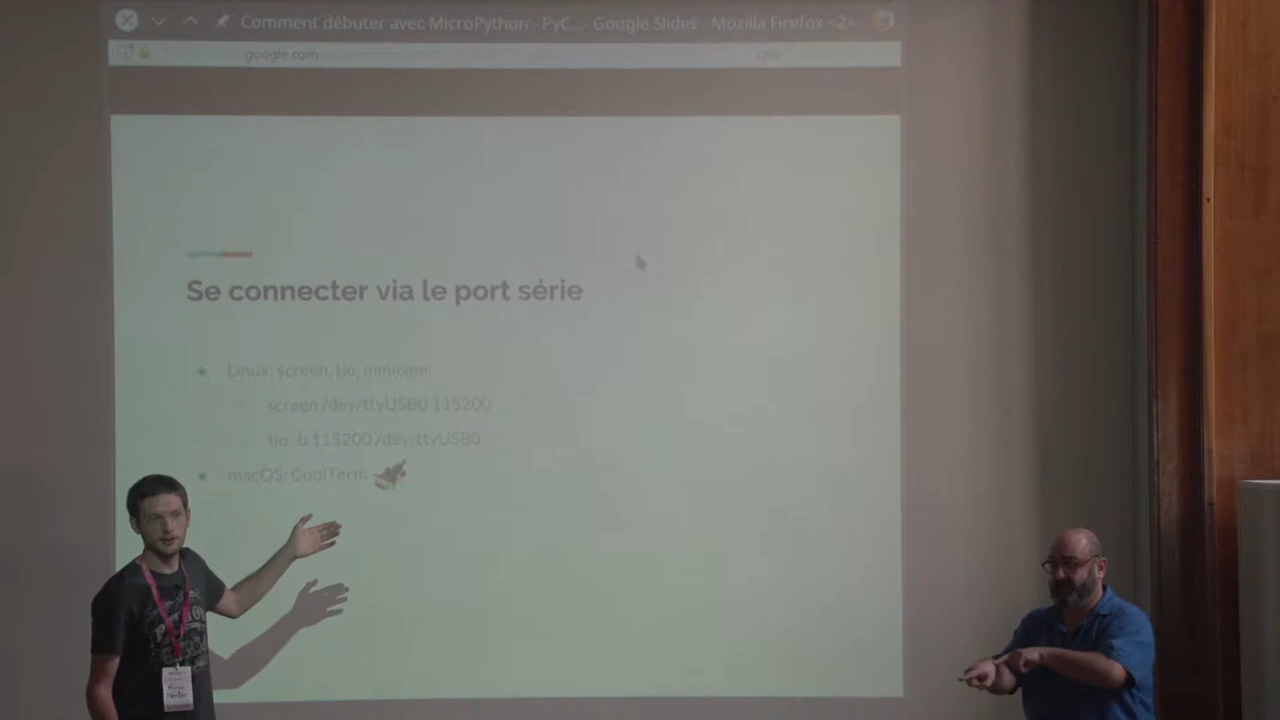 Comment débuter avec MicroPython - PyC... - Google Slides - Mozilla Firefox <2>
google.com
Se connecter via le port série
Linux: screen, tio, minicom
screen /dev/ttyUSB0 115200
tio -b 115200 /dev/ttyUSB0
macOS: CoolTerm